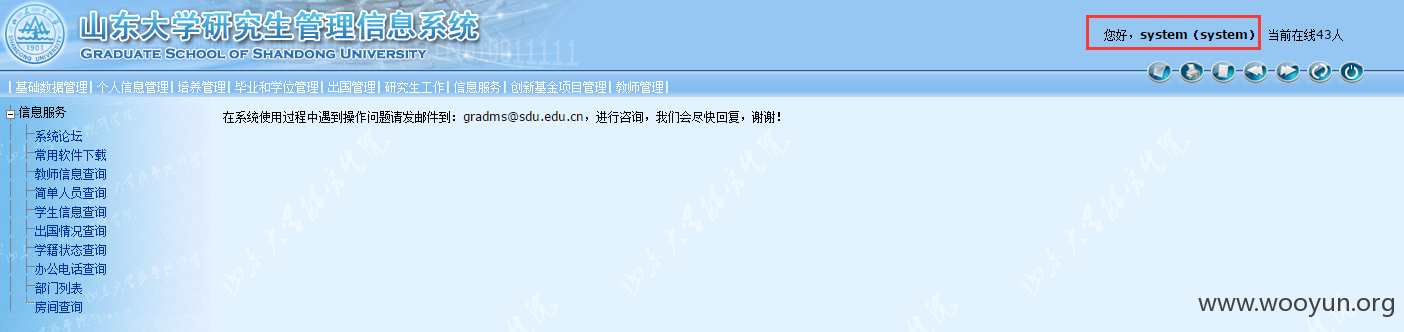 山东大学研究生管理信息系统
GRADUATE SCHOOL OF SHANDONG UNIVERSITY
SHANDONG UNIVERSITY
1901
您好，system (system) 当前在线43人
| 基础数据管理| 个人信息管理| 培养管理| 毕业和学位管理| 出国管理| 研究生工作| 信息服务| 创新基金项目管理| 教师管理|
信息服务
系统论坛
常用软件下载
教师信息查询
简单人员查询
学生信息查询
出国情况查询
学籍状态查询
办公电话查询
部门列表
房间查询
在系统使用过程中遇到操作问题请发邮件到：gradms@sdu.edu.cn，进行咨询，我们会尽快回复，谢谢！
www.wooyun.org